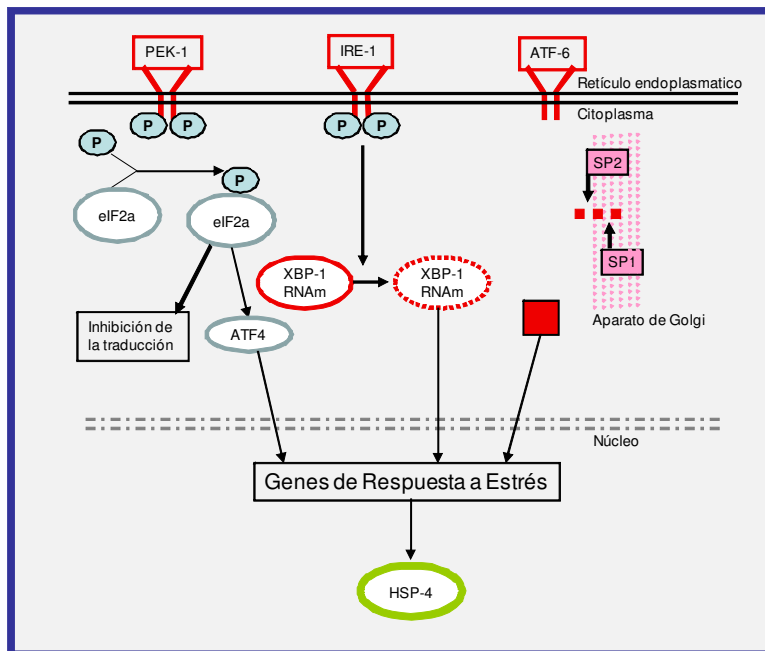 PEK-1
IRE-1
ATF-6
Retículo endoplasmatico
Citoplasma
P
P
P
P
P
P
SP2
eIF2a
eIF2a
SP1
XBP-1
RNAm
XBP-1
RNAm
Aparato de Golgi
Inhibición de
la traducción
ATF4
Núcleo
Genes de Respuesta a Estrés
HSP-4